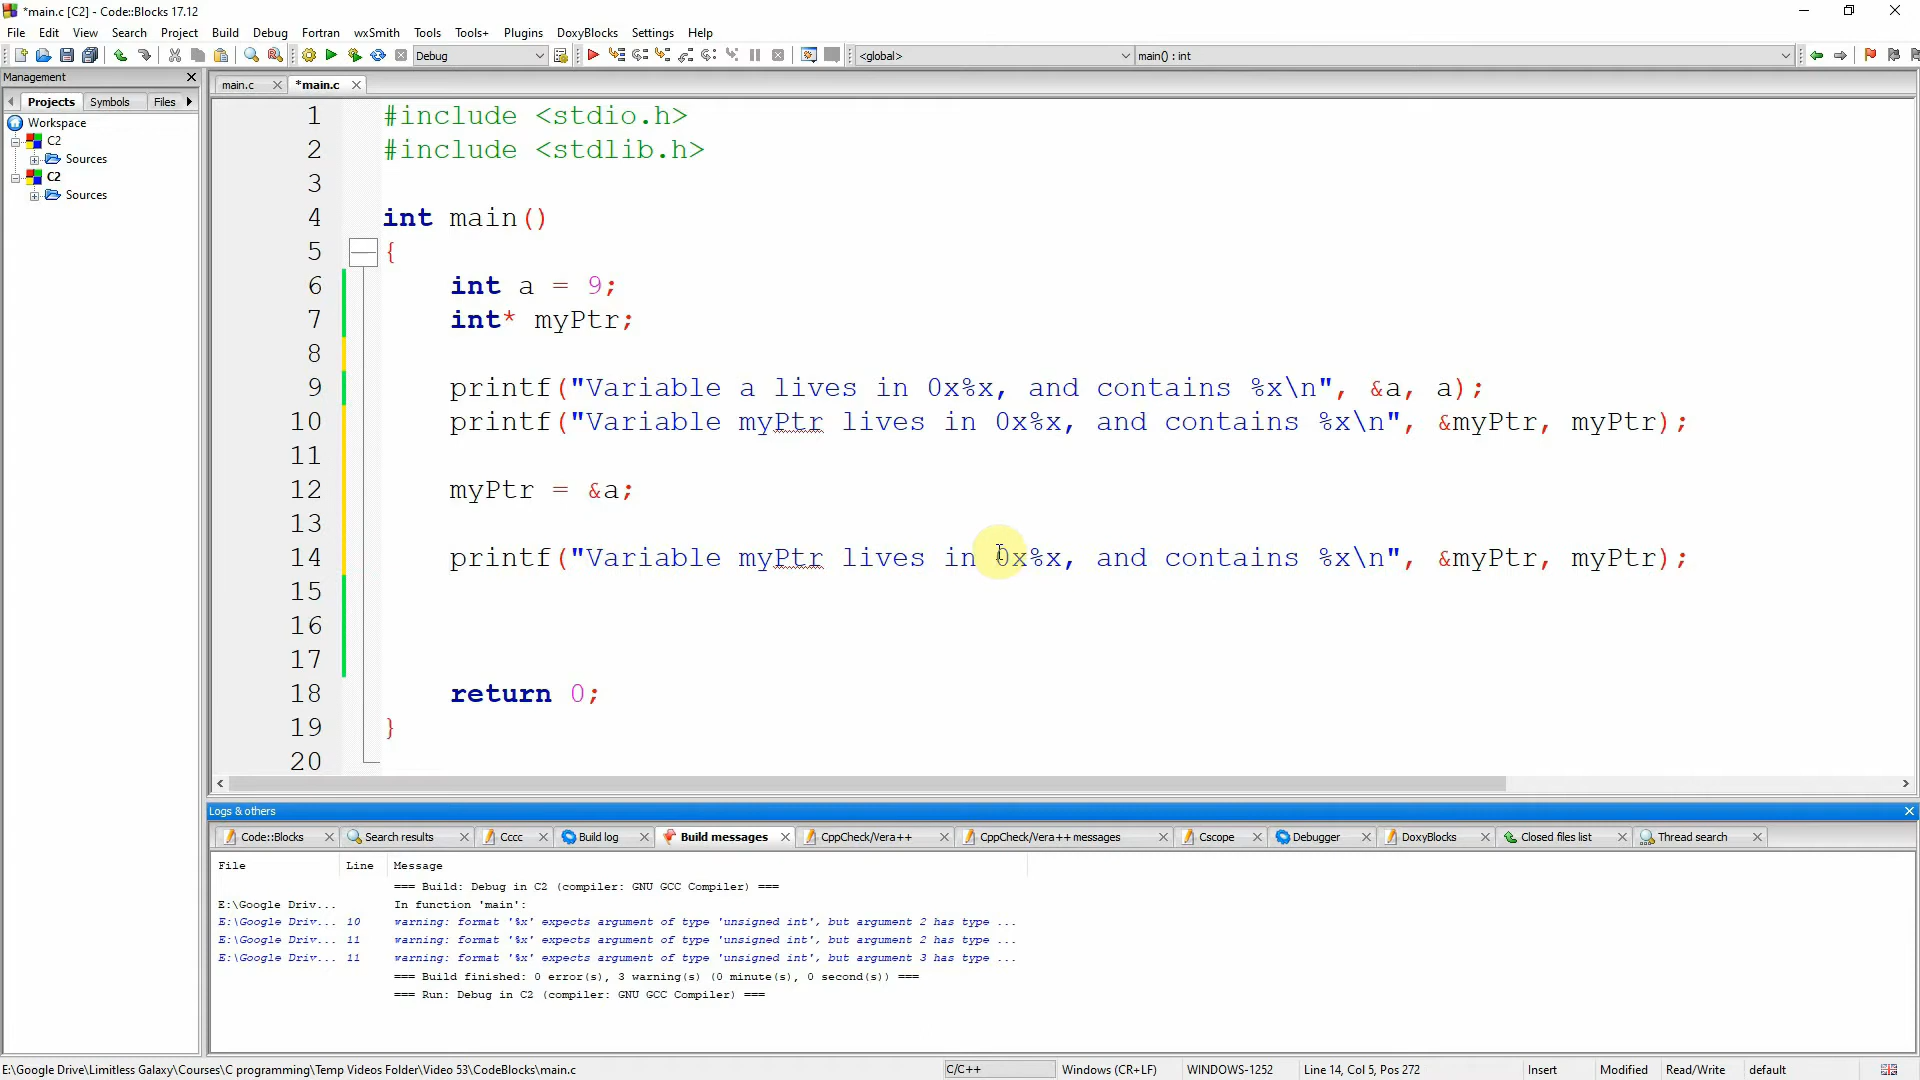 *main.c [C2] - Code::Blocks 17.12
File Edit View Search Project Build Debug Fortran wxSmith Tools Tools+ Plugins DoxyBlocks Settings Help
Debug <global> main() : int
Management
main.c *main.c
Projects Symbols Files
Workspace
C2
Sources
C2
Sources
1 #include <stdio.h>
2 #include <stdlib.h>
3
4 int main()
5 {
6 int a = 9;
7 int* myPtr;
8
9 printf("Variable a lives in 0x%x, and contains %x\n", &a, a);
10 printf("Variable myPtr lives in 0x%x, and contains %x\n", &myPtr, myPtr);
11
12 myPtr = &a;
13
14 printf("Variable myPtr lives in 0x%x, and contains %x\n", &myPtr, myPtr);
15
16
17
18 return 0;
19 }
20
Logs & others
Code::Blocks Search results Cccc Build log Build messages CppCheck/Vera++ CppCheck/Vera++ messages Cscope Debugger DoxyBlocks Closed files list Thread search
File Line Message
=== Build: Debug in C2 (compiler: GNU GCC Compiler) ===
E:\Google Driv... In function 'main':
E:\Google Driv... 10 warning: format '%x' expects argument of type 'unsigned int', but argument 2 has type ...
E:\Google Driv... 11 warning: format '%x' expects argument of type 'unsigned int', but argument 2 has type ...
E:\Google Driv... 11 warning: format '%x' expects argument of type 'unsigned int', but argument 3 has type ...
=== Build finished: 0 error(s), 3 warning(s) (0 minute(s), 0 second(s)) ===
=== Run: Debug in C2 (compiler: GNU GCC Compiler) ===
E:\Google Drive\Limitless Galaxy\Courses\C programming\Temp Videos Folder\Video 53\CodeBlocks\main.c C/C++ Windows (CR+LF) WINDOWS-1252 Line 14, Col 5, Pos 272 Insert Modified Read/Write default